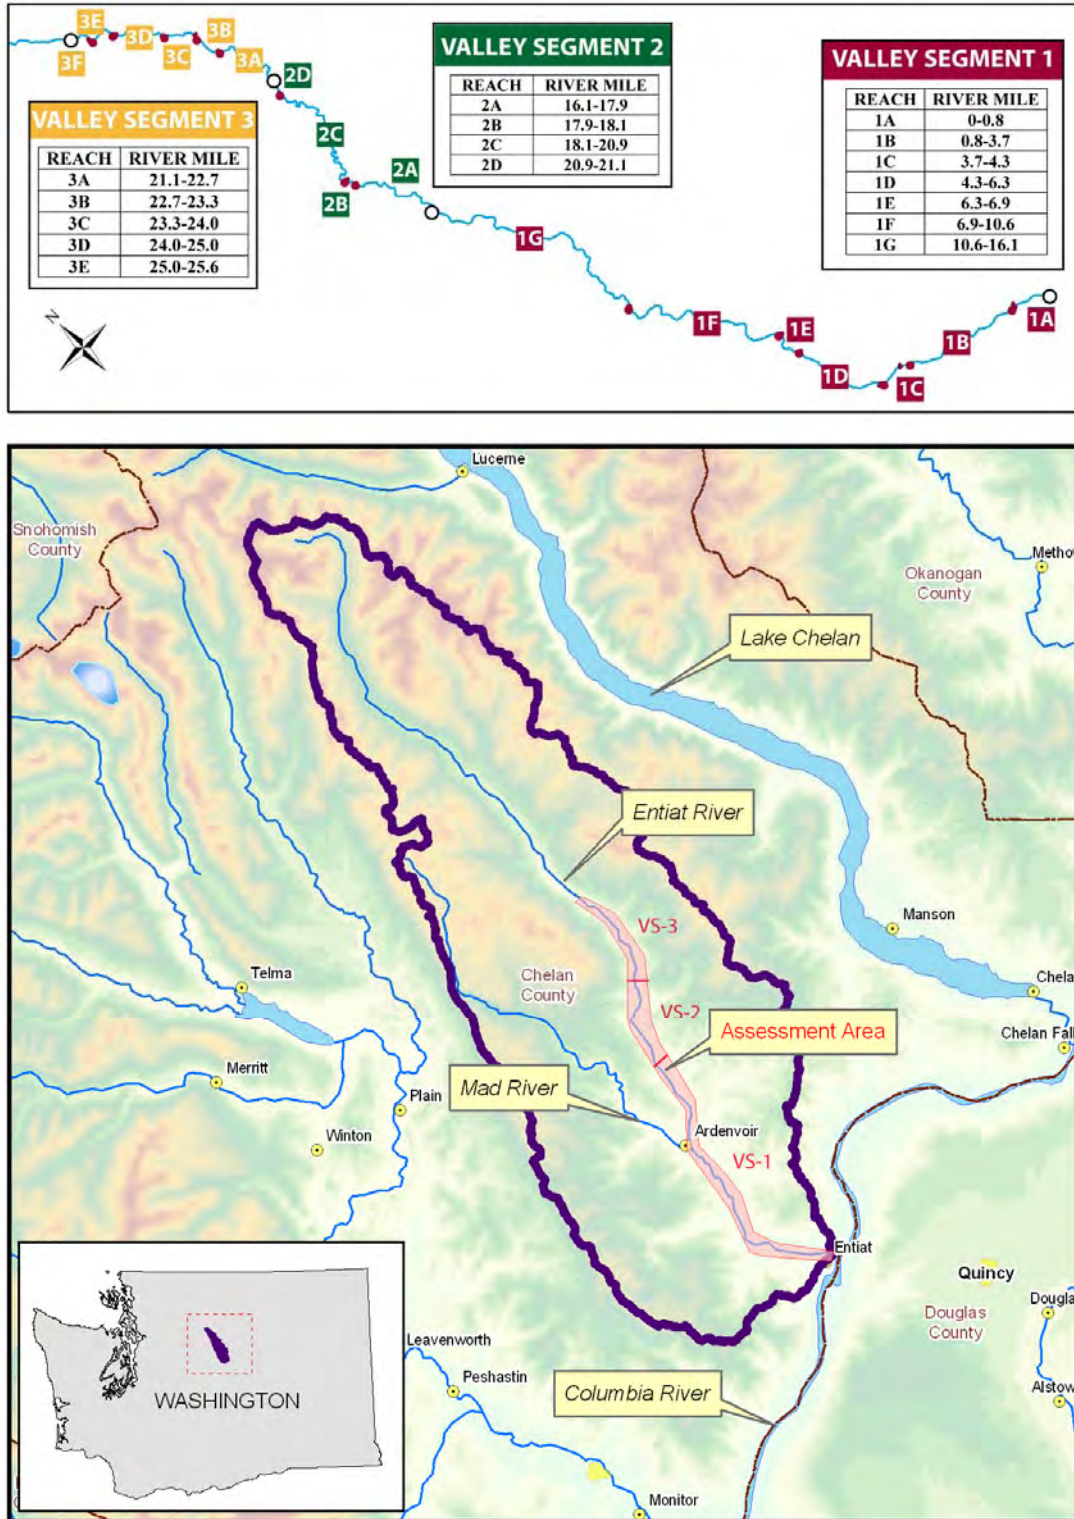 3E
3B
3D
3C
3F
3A
2D
2C
2A
2B
1G
1F
1E
1D
1C
1B
1A
VALLEY SEGMENT 3
REACH RIVER MILE
3A 21.1-22.7
3B 22.7-23.3
3C 23.3-24.0
3D 24.0-25.0
3E 25.0-25.6
VALLEY SEGMENT 2
REACH RIVER MILE
2A 16.1-17.9
2B 17.9-18.1
2C 18.1-20.9
2D 20.9-21.1
VALLEY SEGMENT 1
REACH RIVER MILE
1A 0-0.8
1B 0.8-3.7
1C 3.7-4.3
1D 4.3-6.3
1E 6.3-6.9
1F 6.9-10.6
1G 10.6-16.1
N
Lucerne
Snohomish
County
Methow
Okanogan
County
Lake Chelan
Entiat River
Manson
VS-3
Chelan
County
Telma
Chela
VS-2
Assessment Area
Chelan Fall
Merritt
Mad River
Plain
Ardenvoir
Winton
VS-1
Entiat
Quincy
Dougla
Douglas
County
Leavenworth
Peshastin
Columbia River
Alstow
WASHINGTON
Monitor